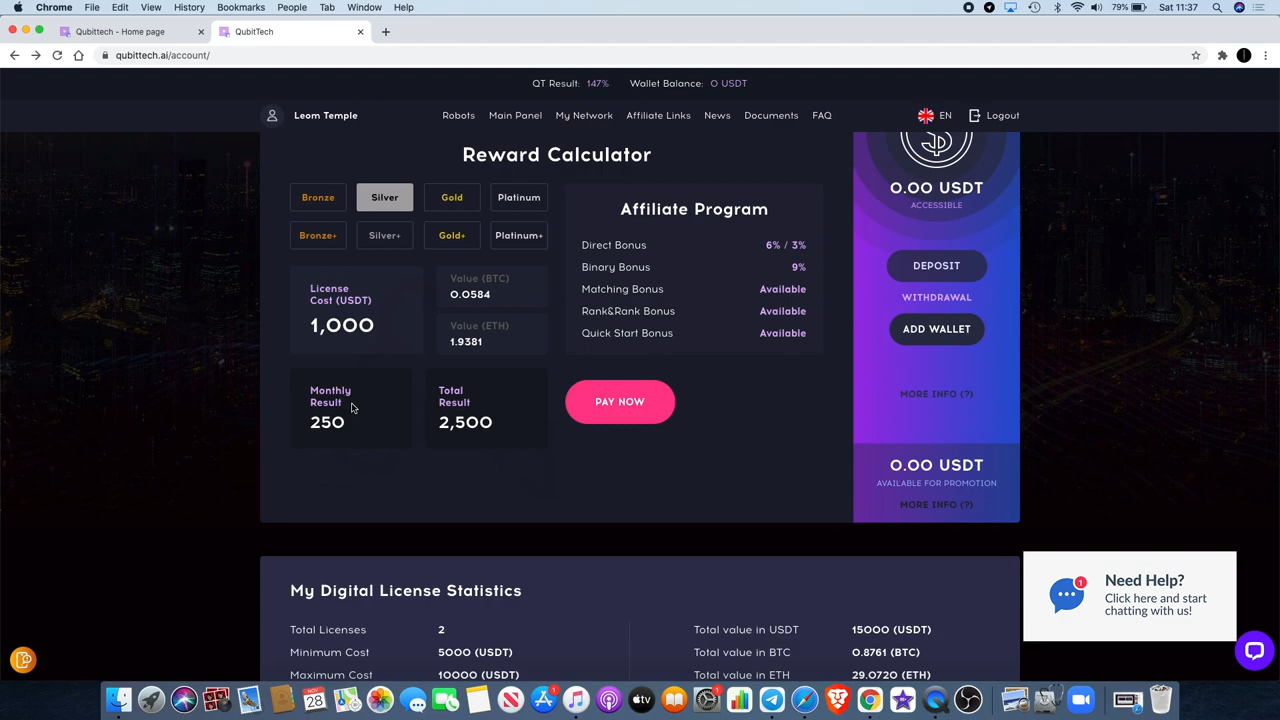 Chrome File Edit View History Bookmarks People Tab Window Help
79% Sat 11:37
Qubittech - Home page
QubitTech
qubittech.ai/account/
QT Result: 147% Wallet Balance: 0 USDT
Leom Temple
Robots Main Panel My Network Affiliate Links News Documents FAQ
EN Logout
Reward Calculator
Bronze Silver Gold Platinum
Bronze+ Silver+ Gold+ Platinum+
License
Cost (USDT)
1,000
Value (BTC)
0.0584
Value (ETH)
1.9381
Monthly
Result
250
Total
Result
2,500
Affiliate Program
Direct Bonus 6% / 3%
Binary Bonus 9%
Matching Bonus Available
Rank&Rank Bonus Available
Quick Start Bonus Available
PAY NOW
0.00 USDT
ACCESSIBLE
DEPOSIT
WITHDRAWAL
ADD WALLET
MORE INFO (?)
0.00 USDT
AVAILABLE FOR PROMOTION
MORE INFO (?)
My Digital License Statistics
Total Licenses 2
Minimum Cost 5000 (USDT)
Maximum Cost 10000 (USDT)
Total value in USDT 15000 (USDT)
Total value in BTC 0.8761 (BTC)
Total value in ETH 29.0720 (ETH)
1
Need Help?
Click here and start
chatting with us!
NOV
28
1
tv
1